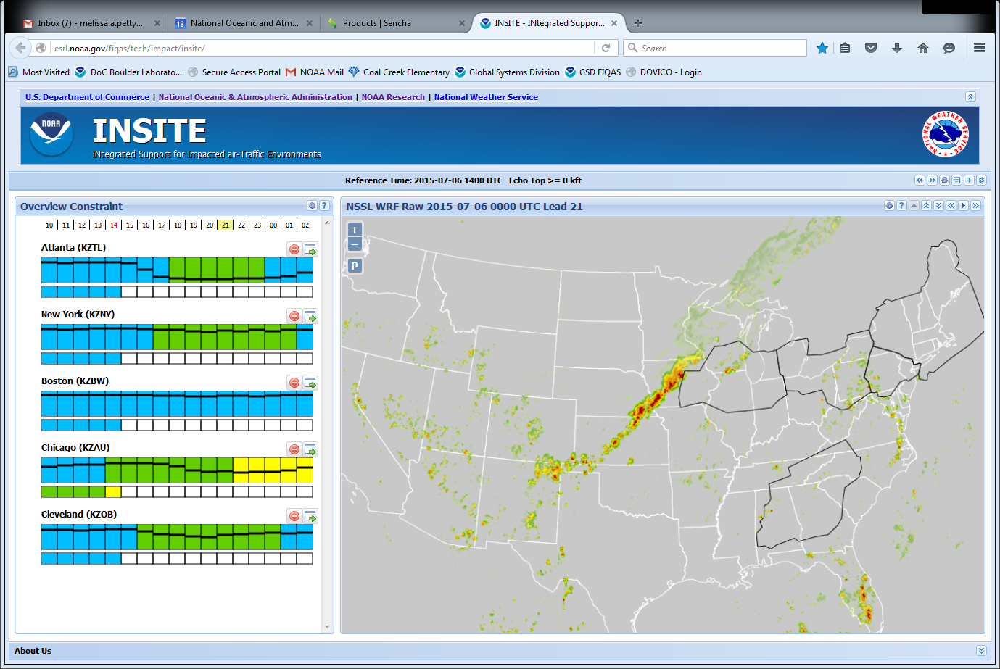 Inbox (7) - melissa.a.petty...
13
National Oceanic and Atm...
Products | Sencha
INSITE - INtegrated Suppor...
esrl.noaa.gov/fiqas/tech/impact/insite/
Search
Most Visited
DoC Boulder Laborato...
Secure Access Portal
NOAA Mail
Coal Creek Elementary
Global Systems Division
GSD FIQAS
DOVICO - Login
U.S. Department of Commerce | National Oceanic & Atmospheric Administration | NOAA Research | National Weather Service
NOAA
INSITE
INtegrated Support for Impacted air-Traffic Environments
NATIONAL WEATHER SERVICE
Reference Time: 2015-07-06 1400 UTC Echo Top >= 0 kft
Overview Constraint
10 | 11 | 12 | 13 | 14 | 15 | 16 | 17 | 18 | 19 | 20 | 21 | 22 | 23 | 00 | 01 | 02
Atlanta (KZTL)
New York (KZNY)
Boston (KZBW)
Chicago (KZAU)
Cleveland (KZOB)
NSSL WRF Raw 2015-07-06 0000 UTC Lead 21
+
−
P
About Us